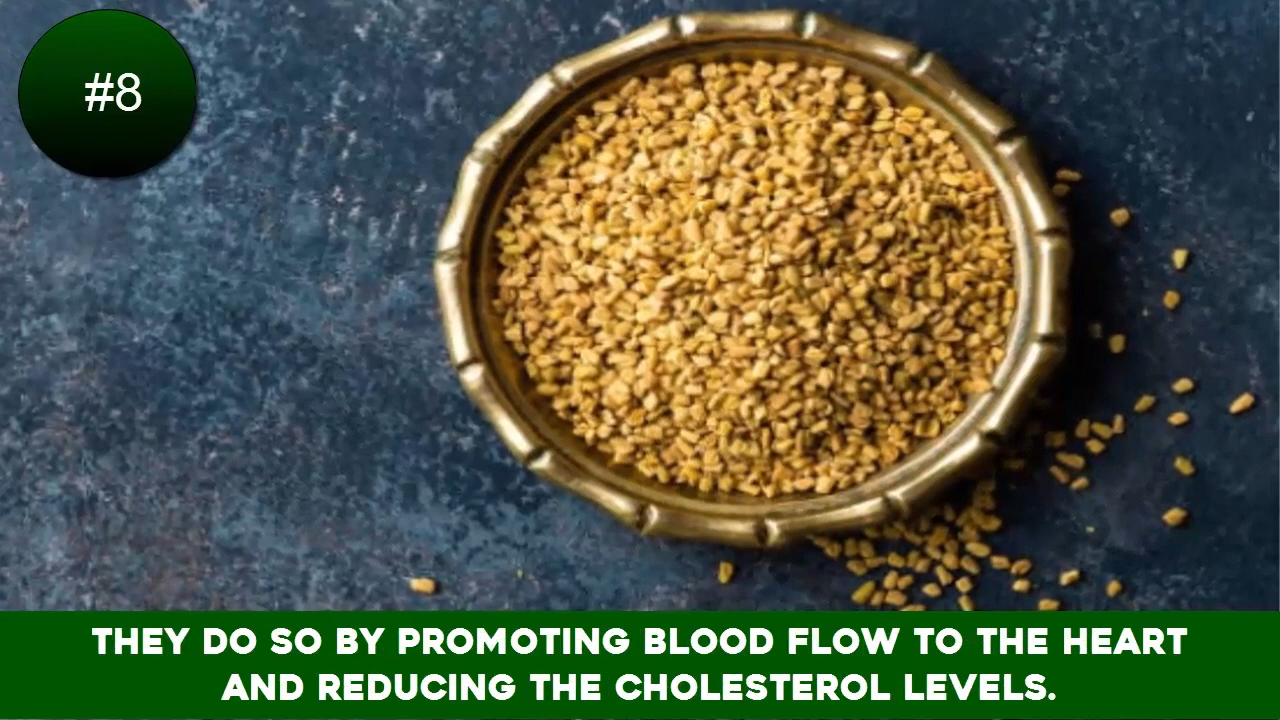 #8
THEY DO SO BY PROMOTING BLOOD FLOW TO THE HEART
AND REDUCING THE CHOLESTEROL LEVELS.